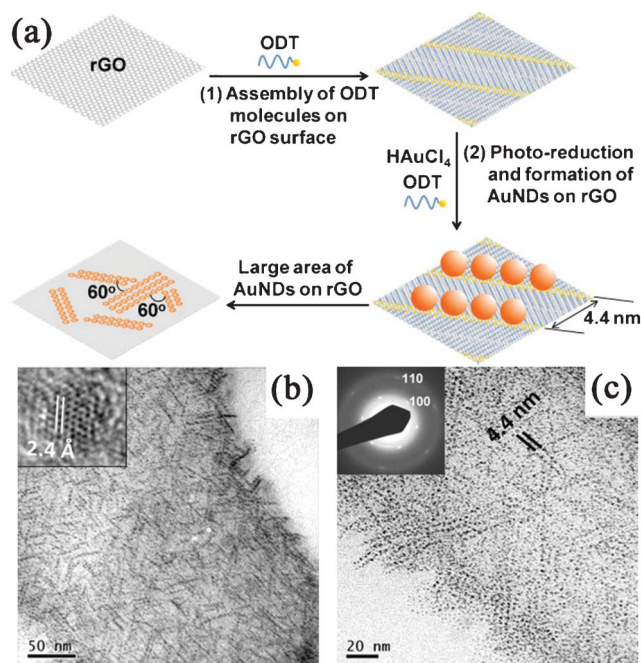 (a)
rGO
ODT
(1) Assembly of ODT
molecules on
rGO surface
HAuCl₄
ODT
(2) Photo-reduction
and formation of
AuNDs on rGO
4.4 nm
Large area of
AuNDs on rGO
60°
60°
(b)
2.4 Å
50 nm
(c)
110
100
4.4 nm
20 nm